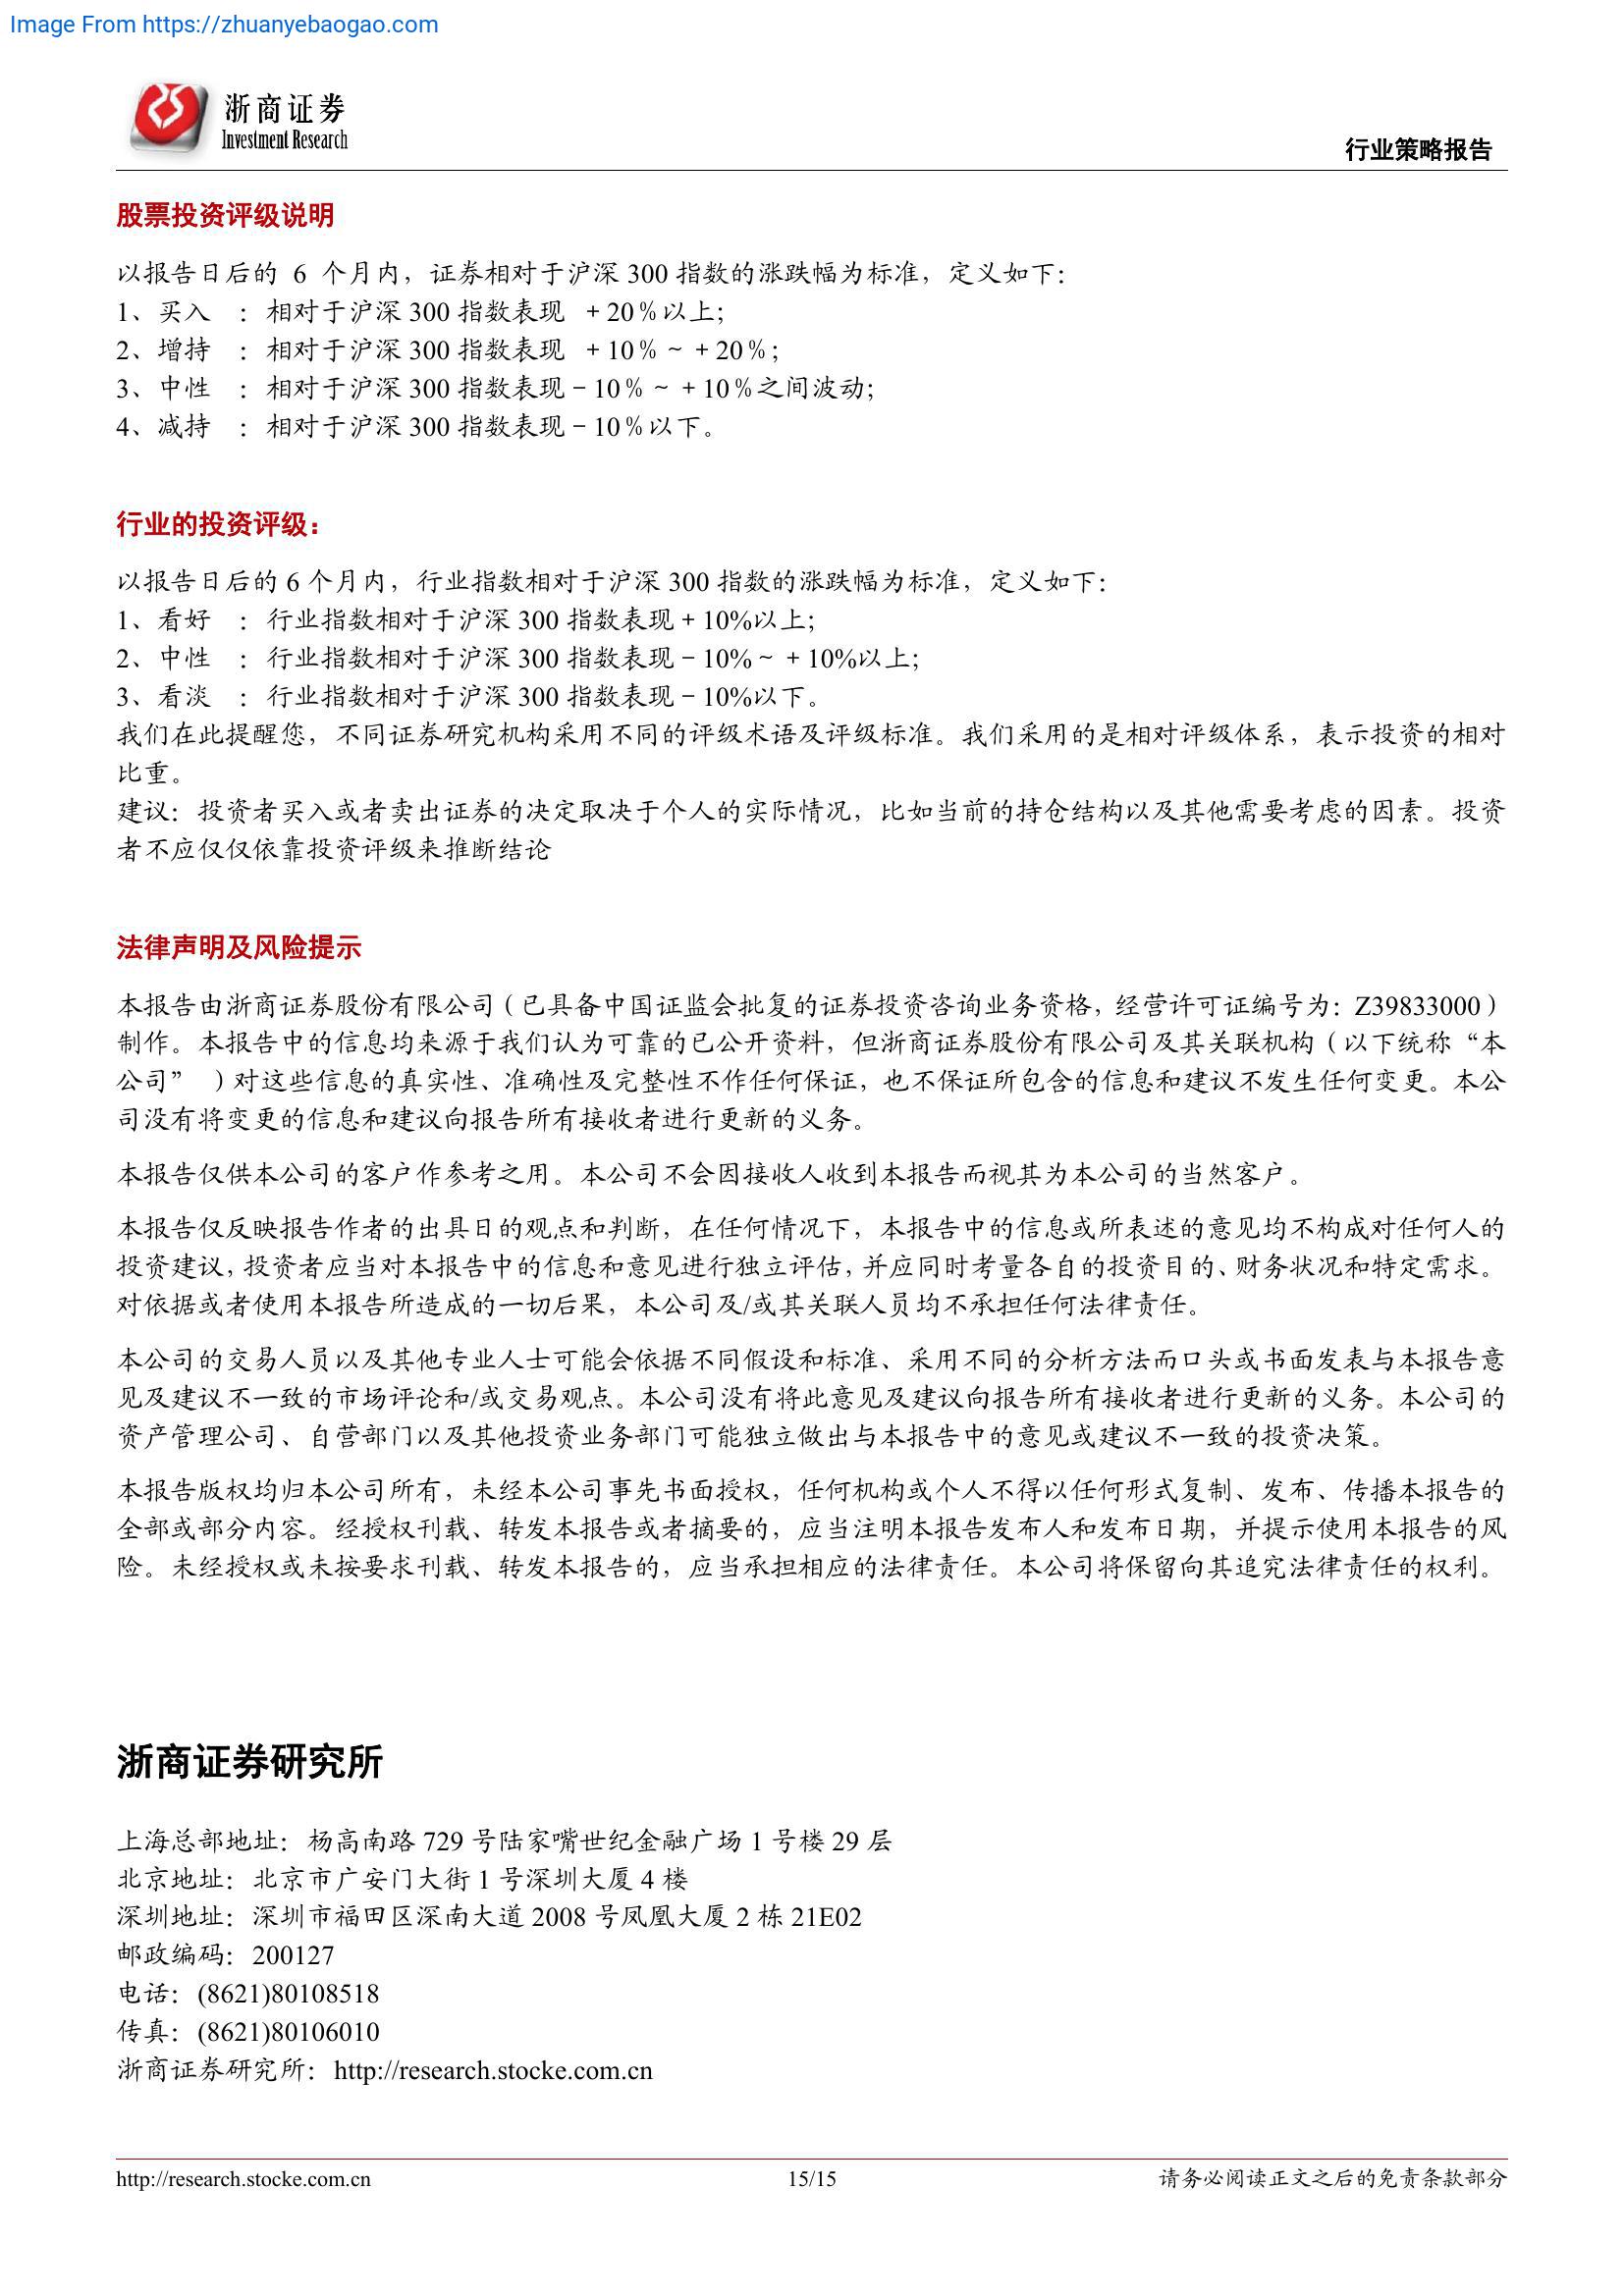 Image From https://zhuanyebaogao.com
浙商证券
Investment Research
行业策略报告
股票投资评级说明
以报告日后的 6 个月内，证券相对于沪深 300 指数的涨跌幅为标准，定义如下：
1、买入 ：相对于沪深 300 指数表现 ＋20％以上；
2、增持 ：相对于沪深 300 指数表现 ＋10％～＋20％；
3、中性 ：相对于沪深 300 指数表现－10％～＋10％之间波动；
4、减持 ：相对于沪深 300 指数表现－10％以下。
行业的投资评级：
以报告日后的 6 个月内，行业指数相对于沪深 300 指数的涨跌幅为标准，定义如下：
1、看好 ：行业指数相对于沪深 300 指数表现＋10%以上；
2、中性 ：行业指数相对于沪深 300 指数表现－10%～＋10%以上；
3、看淡 ：行业指数相对于沪深 300 指数表现－10%以下。
我们在此提醒您，不同证券研究机构采用不同的评级术语及评级标准。我们采用的是相对评级体系，表示投资的相对
比重。
建议：投资者买入或者卖出证券的决定取决于个人的实际情况，比如当前的持仓结构以及其他需要考虑的因素。投资
者不应仅仅依靠投资评级来推断结论
法律声明及风险提示
本报告由浙商证券股份有限公司（已具备中国证监会批复的证券投资咨询业务资格，经营许可证编号为：Z39833000）
制作。本报告中的信息均来源于我们认为可靠的已公开资料，但浙商证券股份有限公司及其关联机构（以下统称“本
公司” ）对这些信息的真实性、准确性及完整性不作任何保证，也不保证所包含的信息和建议不发生任何变更。本公
司没有将变更的信息和建议向报告所有接收者进行更新的义务。
本报告仅供本公司的客户作参考之用。本公司不会因接收人收到本报告而视其为本公司的当然客户。
本报告仅反映报告作者的出具日的观点和判断，在任何情况下，本报告中的信息或所表述的意见均不构成对任何人的
投资建议，投资者应当对本报告中的信息和意见进行独立评估，并应同时考量各自的投资目的、财务状况和特定需求。
对依据或者使用本报告所造成的一切后果，本公司及/或其关联人员均不承担任何法律责任。
本公司的交易人员以及其他专业人士可能会依据不同假设和标准、采用不同的分析方法而口头或书面发表与本报告意
见及建议不一致的市场评论和/或交易观点。本公司没有将此意见及建议向报告所有接收者进行更新的义务。本公司的
资产管理公司、自营部门以及其他投资业务部门可能独立做出与本报告中的意见或建议不一致的投资决策。
本报告版权均归本公司所有，未经本公司事先书面授权，任何机构或个人不得以任何形式复制、发布、传播本报告的
全部或部分内容。经授权刊载、转发本报告或者摘要的，应当注明本报告发布人和发布日期，并提示使用本报告的风
险。未经授权或未按要求刊载、转发本报告的，应当承担相应的法律责任。本公司将保留向其追究法律责任的权利。
浙商证券研究所
上海总部地址：杨高南路 729 号陆家嘴世纪金融广场 1 号楼 29 层
北京地址：北京市广安门大街 1 号深圳大厦 4 楼
深圳地址：深圳市福田区深南大道 2008 号凤凰大厦 2 栋 21E02
邮政编码：200127
电话：(8621)80108518
传真：(8621)80106010
浙商证券研究所：http://research.stocke.com.cn
http://research.stocke.com.cn
15/15
请务必阅读正文之后的免责条款部分